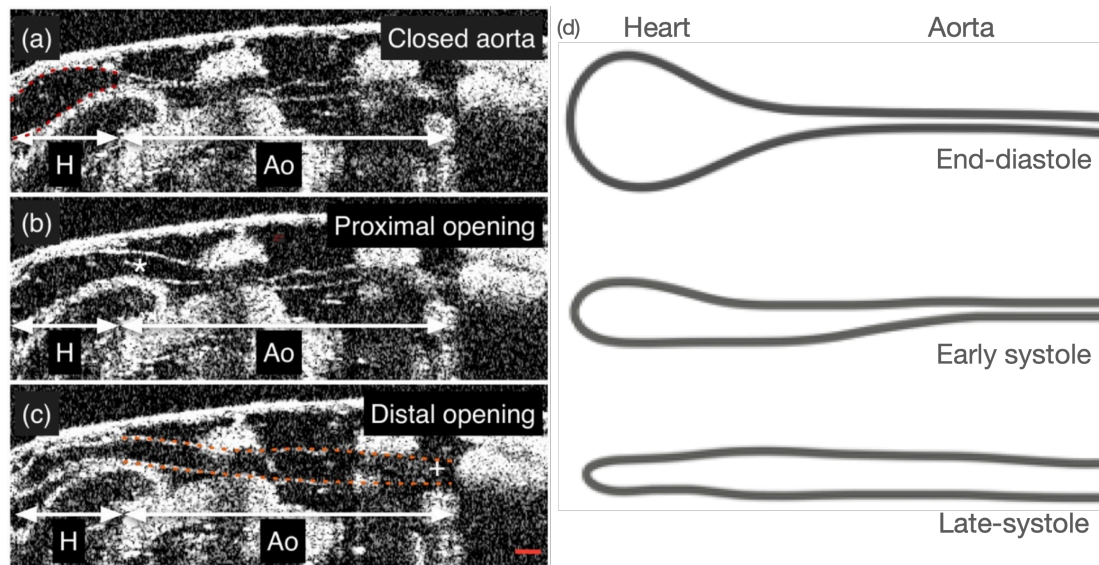 (a)
Closed aorta
H
Ao
(b)
Proximal opening
*
H
Ao
(c)
Distal opening
+
H
Ao
(d)
Heart
Aorta
End-diastole
Early systole
Late-systole